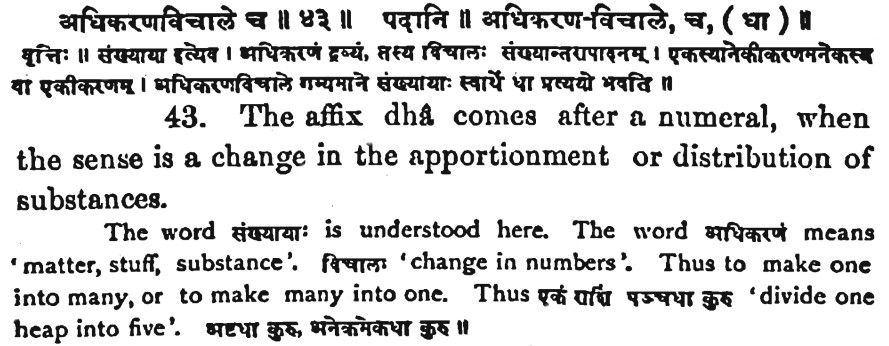 अधिकरणविचाले च ॥ ४३ ॥ पदानि ॥ अधिकरण-विचाले, च, ( धा ) ॥
वृत्तिः ॥ संख्याया इत्येव । अधिकरणं द्रव्यं, तस्य विचालः संख्यान्तरापादनम् । एकस्यानेकीकरणमनेकस्य
वा एकीकरणम् । अधिकरणविचाले गम्यमाने संख्यायाः स्वार्थे धा प्रत्ययो भवति ॥
43. The affix dhâ comes after a numeral, when
the sense is a change in the apportionment or distribution of
substances.
The word संख्यायाः is understood here. The word अधिकरणं means
'matter, stuff, substance'. विचालः 'change in numbers'. Thus to make one
into many, or to make many into one. Thus एकं राशिं पञ्चधा कुरु 'divide one
heap into five'. अष्टधा कुरु, अनेकमेकधा कुरु ॥